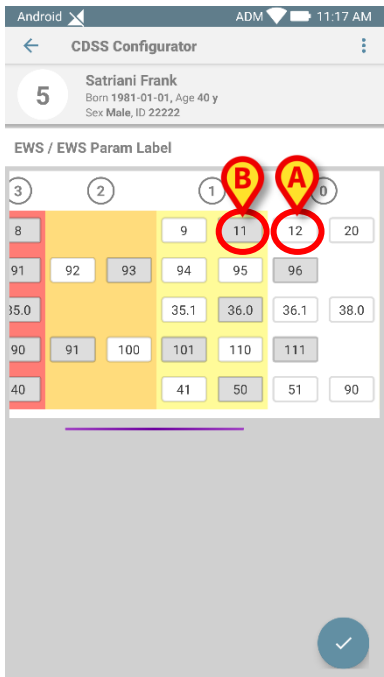 Android ADM 11:17 AM
CDSS Configurator
5
Satriani Frank
Born 1981-01-01, Age 40 y
Sex Male, ID 22222
EWS / EWS Param Label
B A
3 2 1 0
8 9 11 12 20
91 92 93 94 95 96
35.0 35.1 36.0 36.1 38.0
90 91 100 101 110 111
40 41 50 51 90